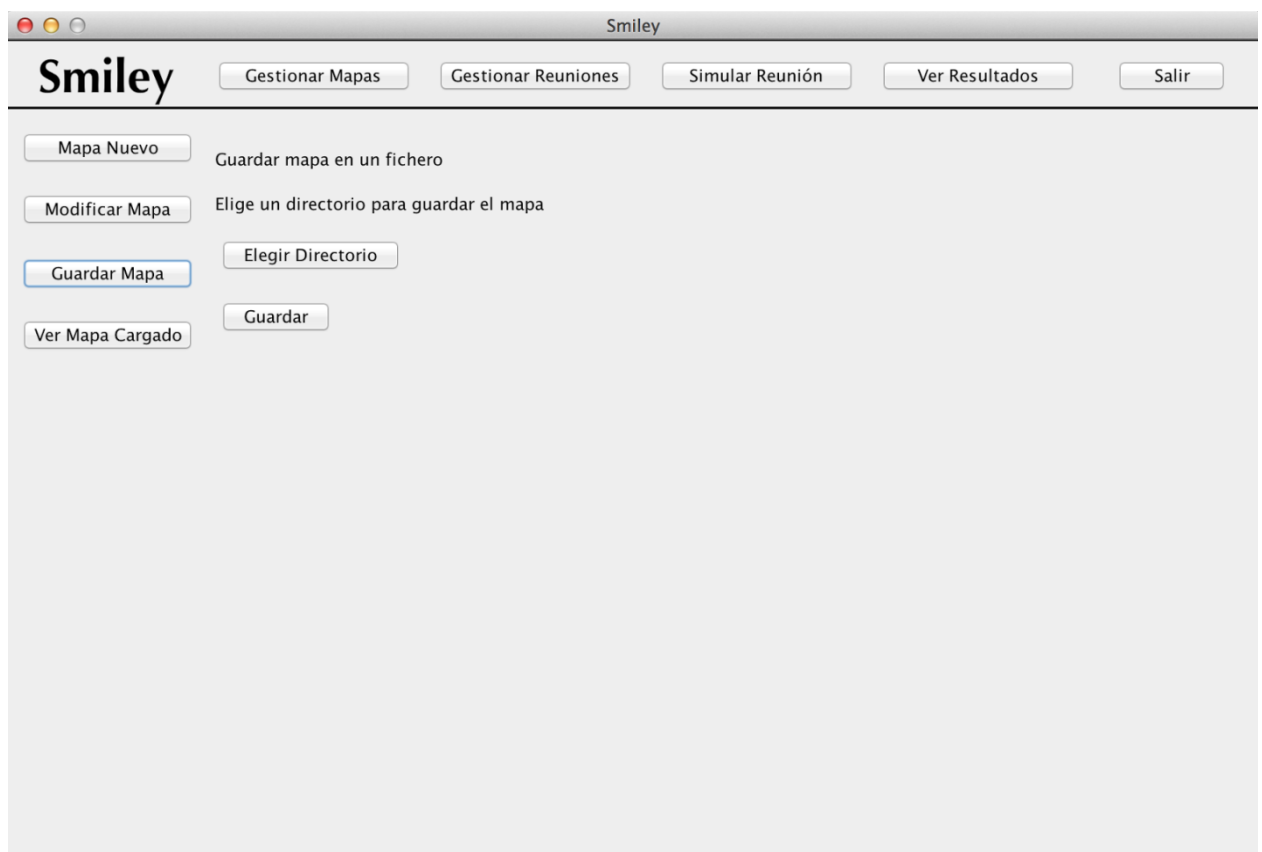 Smiley
Smiley
Gestionar Mapas
Gestionar Reuniones
Simular Reunión
Ver Resultados
Salir
Mapa Nuevo
Modificar Mapa
Guardar Mapa
Ver Mapa Cargado
Guardar mapa en un fichero
Elige un directorio para guardar el mapa
Elegir Directorio
Guardar